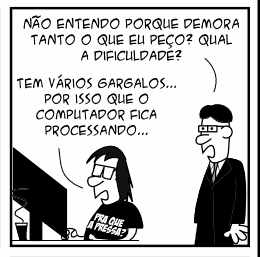 NÃO ENTENDO PORQUE DEMORA
TANTO O QUE EU PEÇO? QUAL
A DIFICULDADE?
TEM VÁRIOS GARGALOS...
POR ISSO QUE O
COMPUTADOR FICA
PROCESSANDO...
PRA QUE
A PRESSA?